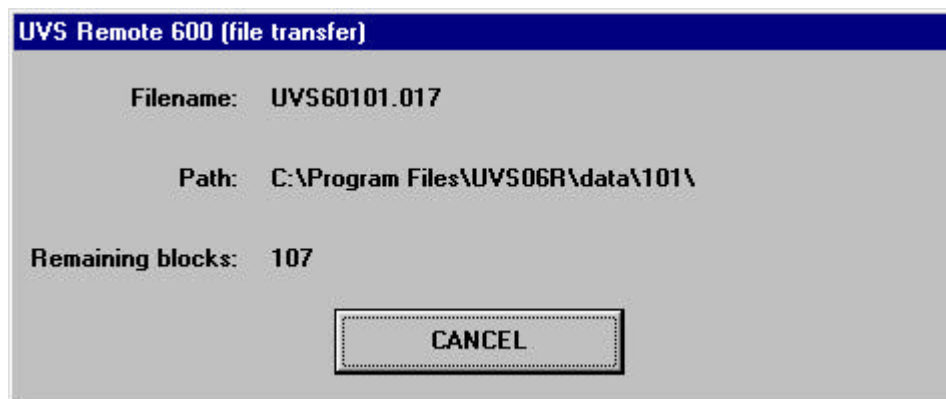 UVS Remote 600 (file transfer)
Filename: UVS60101.017
Path: C:\Program Files\UVS06R\data\101\
Remaining blocks: 107
CANCEL